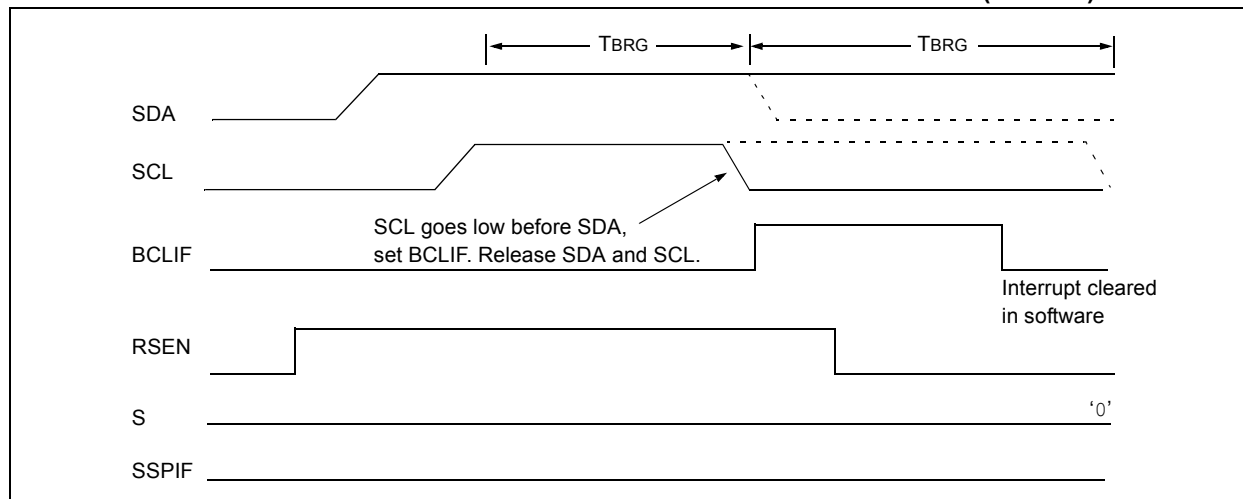 TBRG TBRG
SDA
SCL
SCL goes low before SDA,
set BCLIF. Release SDA and SCL.
BCLIF
Interrupt cleared
in software
RSEN
S
‘0’
SSPIF